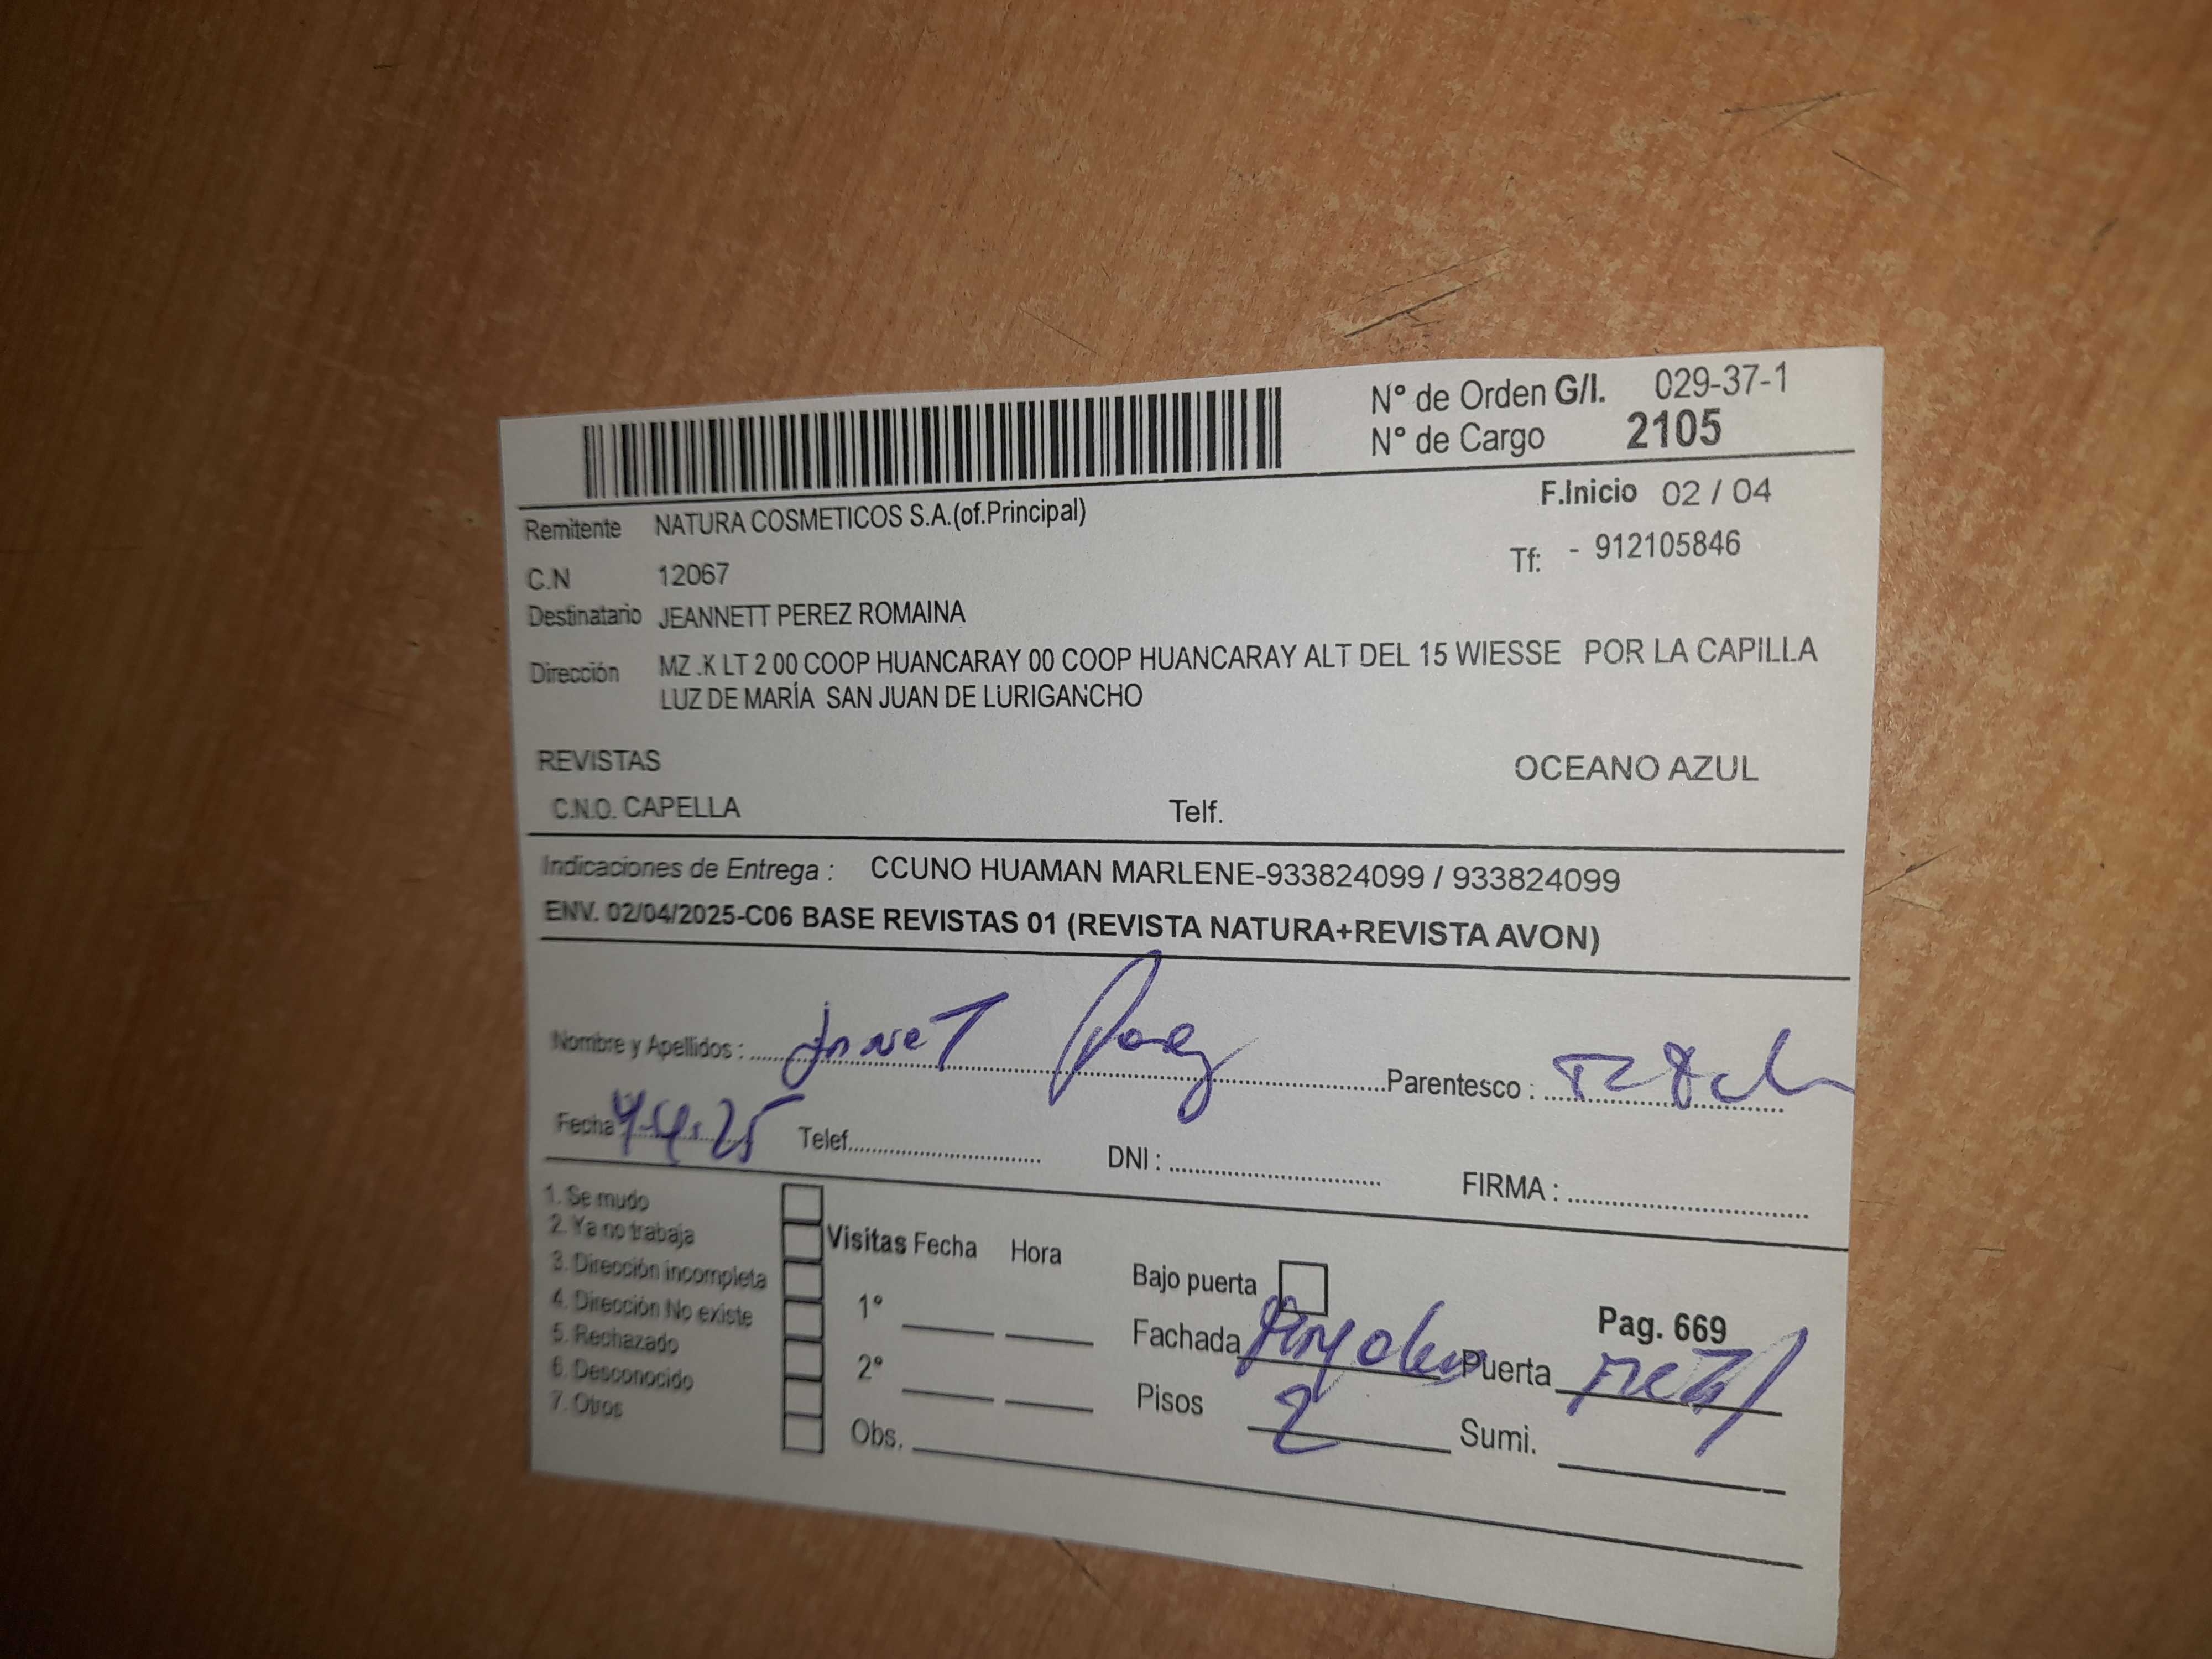 N° de Orden G/I. 029-37-1
N° de Cargo 2105
F.Inicio 02 / 04
Remitente NATURA COSMETICOS S.A.(of.Principal)
Tf: - 912105846
C.N 12067
Destinatario JEANNETT PEREZ ROMAINA
Dirección MZ .K LT 2 00 COOP HUANCARAY 00 COOP HUANCARAY ALT DEL 15 WIESSE POR LA CAPILLA
LUZ DE MARÍA SAN JUAN DE LURIGANCHO
REVISTAS OCEANO AZUL
C.N.O. CAPELLA Telf.
Indicaciones de Entrega : CCUNO HUAMAN MARLENE-933824099 / 933824099
ENV. 02/04/2025-C06 BASE REVISTAS 01 (REVISTA NATURA+REVISTA AVON)
Nombre y Apellidos : Parentesco :
Fecha 4-4.25 Telef. DNI : FIRMA :
1. Se mudo
2. Ya no trabaja
3. Dirección incompleta
4. Dirección No existe
5. Rechazado
6. Desconocido
7. Otros
Visitas Fecha Hora
1°
2°
Obs.
Bajo puerta
Pag. 669
Fachada Puerta
Pisos 2 Sumi.